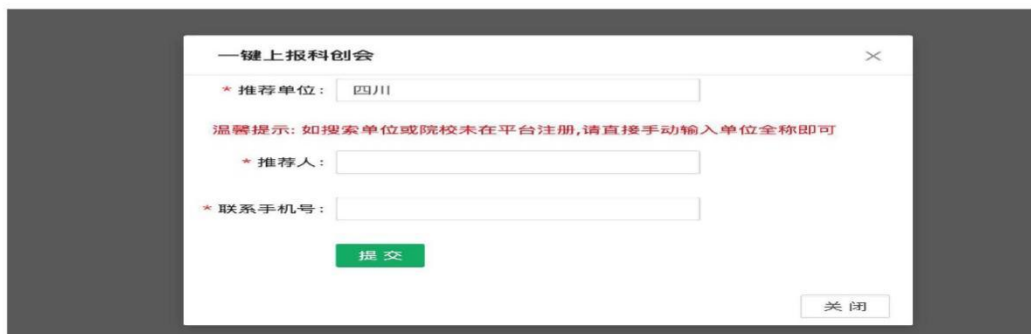 一键上报科创会
* 推荐单位: 四川
温馨提示: 如搜索单位或院校未在平台注册,请直接手动输入单位全称即可
* 推荐人:
* 联系手机号:
提交
关闭